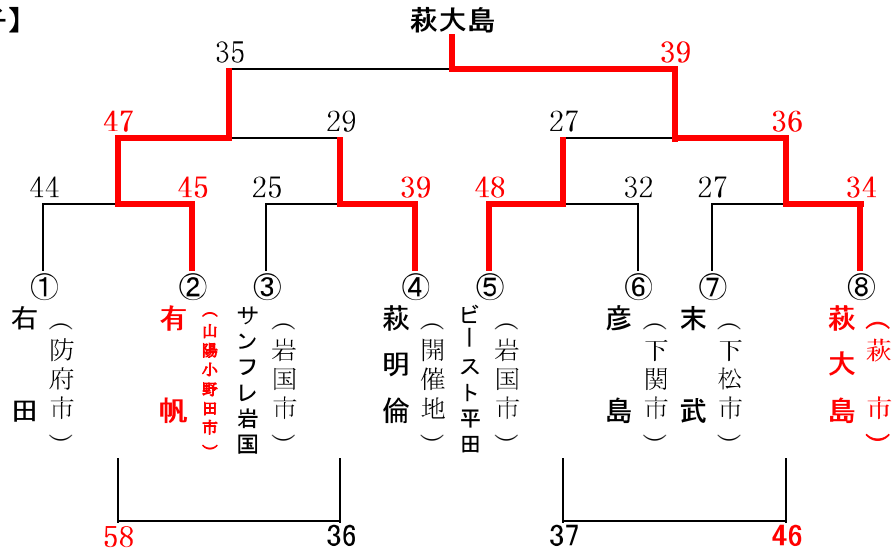 】
萩大島
35 39
47 29 27 36
44 45 25 39 48 32 27 34
① ② ③ ④ ⑤ ⑥ ⑦ ⑧
右田
（防府市）
有帆
（山陽小野田市）
サンフレ岩国
（岩国市）
萩明倫
（開催地）
ビースト平田
（岩国市）
彦島
（下関市）
末武
（下松市）
萩大島
（萩市）
58 36 37 46